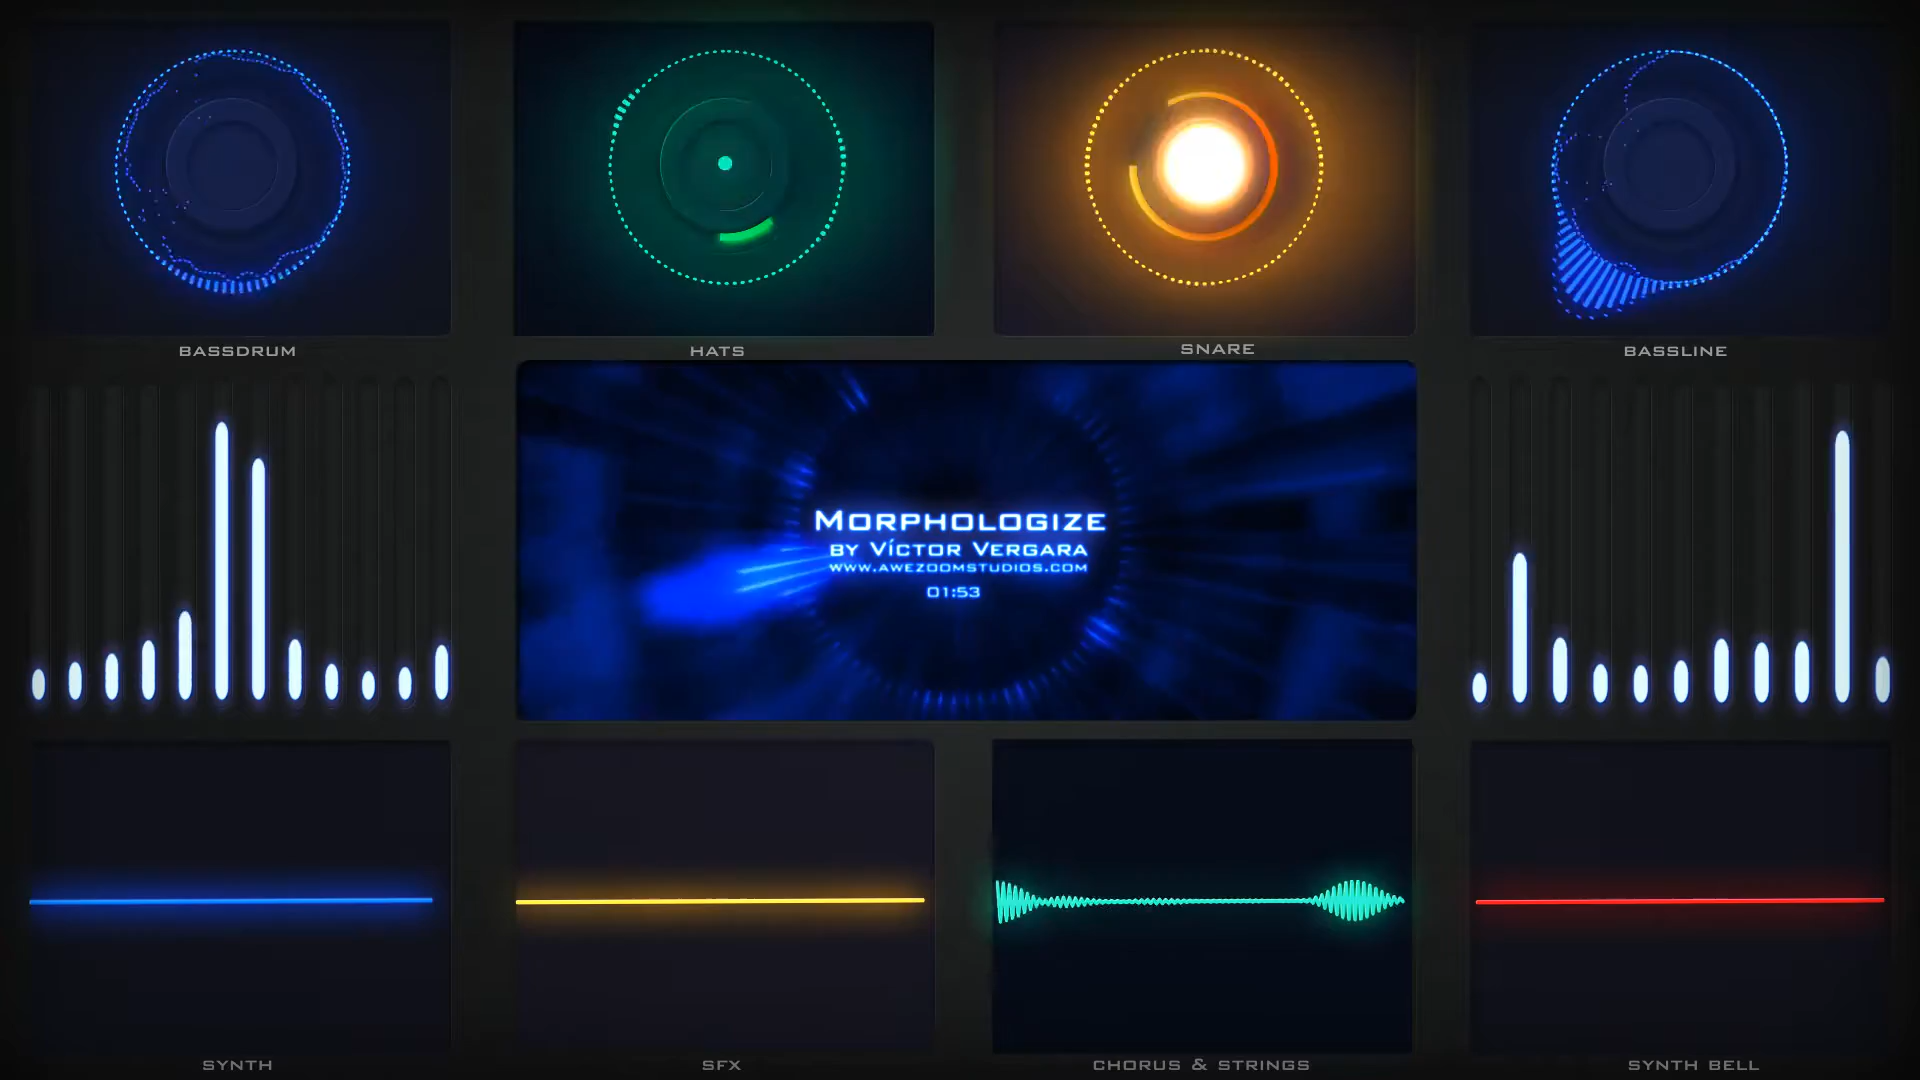 BASSDRUM
HATS
SNARE
BASSLINE
Morphologize
by Víctor Vergara
www.awezoomstudios.com
01:53
SYNTH
SFX
CHORUS & STRINGS
SYNTH BELL